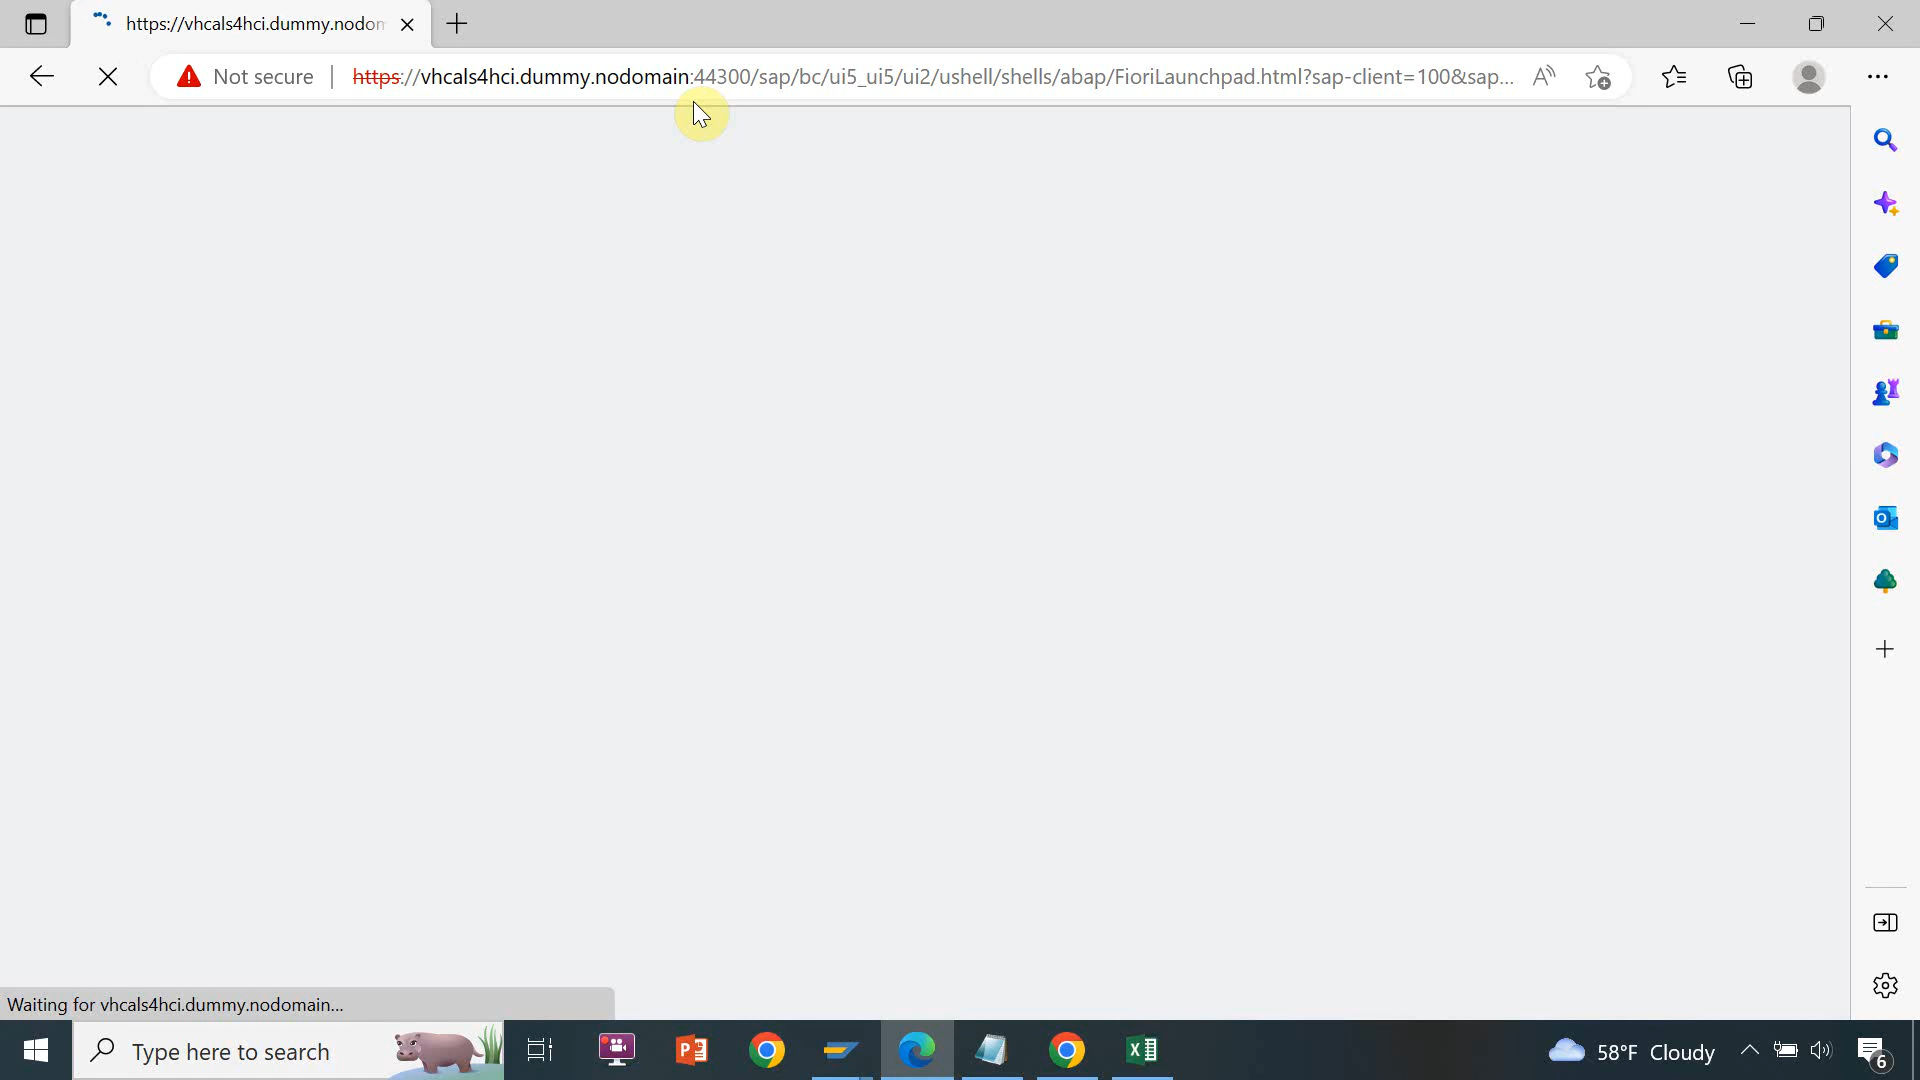 https://vhcals4hci.dummy.nodom
Not secure
https://vhcals4hci.dummy.nodomain:44300/sap/bc/ui5_ui5/ui2/ushell/shells/abap/FioriLaunchpad.html?sap-client=100&sap...
Waiting for vhcals4hci.dummy.nodomain...
Type here to search
58°F Cloudy
6